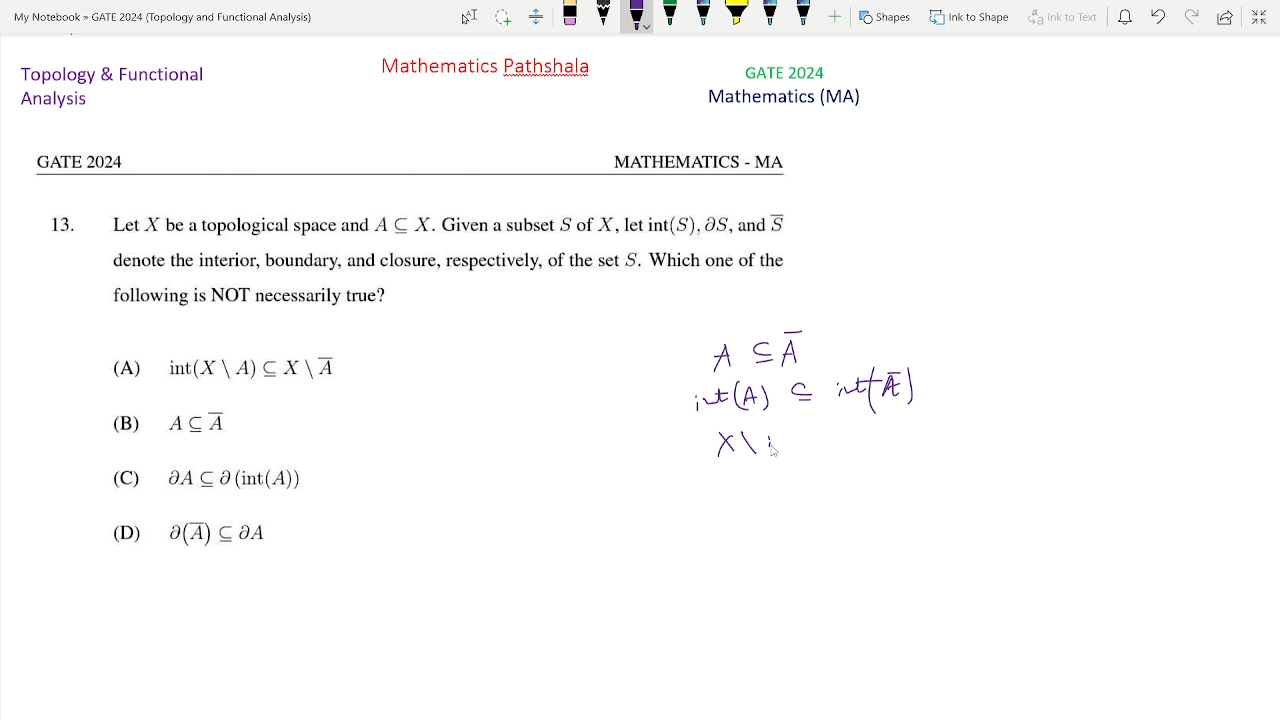 My Notebook » GATE 2024 (Topology and Functional Analysis)
Shapes
Ink to Shape
Ink to Text
Topology & Functional Analysis
Mathematics Pathshala
GATE 2024
Mathematics (MA)
GATE 2024 MATHEMATICS - MA
13. Let X be a topological space and A ⊆ X. Given a subset S of X, let int(S), ∂S, and S̅
denote the interior, boundary, and closure, respectively, of the set S. Which one of the
following is NOT necessarily true?
(A) int(X \ A) ⊆ X \ A̅
(B) A ⊆ A̅
(C) ∂A ⊆ ∂(int(A))
(D) ∂(A̅) ⊆ ∂A
A ⊆ A̅
int(A) ⊆ int(A̅)
X \